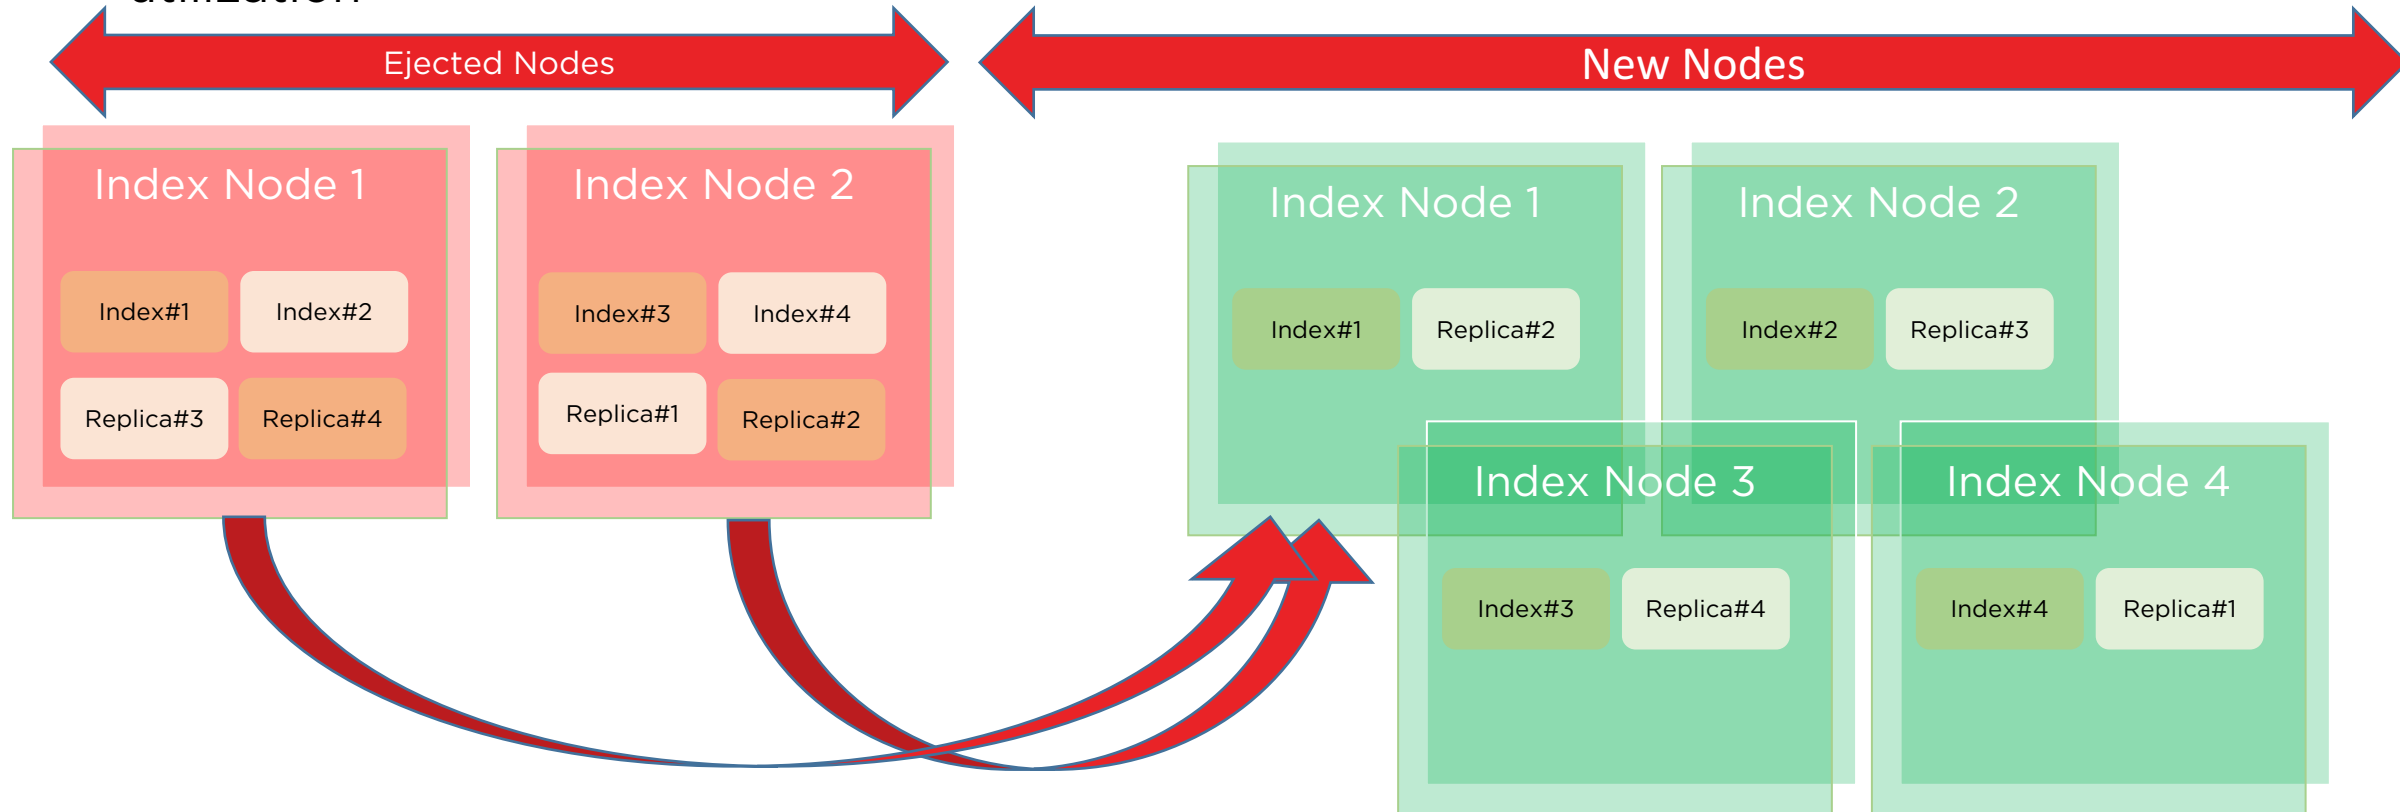 utilization
Ejected Nodes
New Nodes
Index Node 1
Index#1
Index#2
Replica#3
Replica#4
Index Node 2
Index#3
Index#4
Replica#1
Replica#2
Index Node 1
Index#1
Replica#2
Index Node 2
Index#2
Replica#3
Index Node 3
Index#3
Replica#4
Index Node 4
Index#4
Replica#1